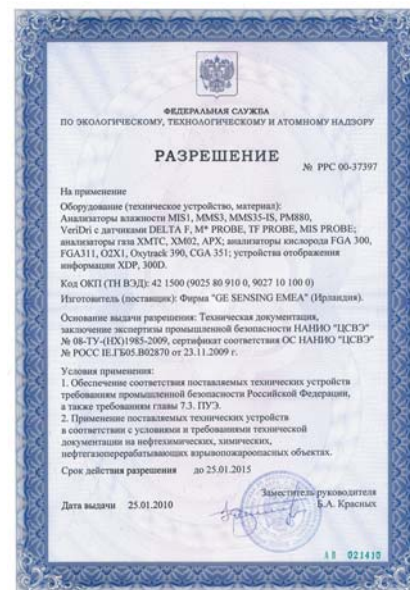 ФЕДЕРАЛЬНАЯ СЛУЖБА
ПО ЭКОЛОГИЧЕСКОМУ, ТЕХНОЛОГИЧЕСКОМУ И АТОМНОМУ НАДЗОРУ
РАЗРЕШЕНИЕ
№ РРС 00-37397
На применение
Оборудование (техническое устройство, материал):
Анализаторы влажности MIS1, MMS3, MMS35-IS, PM880,
VeriDri с датчиками DELTA F, M* PROBE, TF PROBE, MIS PROBE;
анализаторы газа XMTC, XM02, APX; анализаторы кислорода FGA 300,
FGA311, O2X1, Oxytrack 390, CGA 351; устройства отображения
информации XDP, 300D.
Код ОКП (ТН ВЭД): 42 1500 (9025 80 910 0, 9027 10 100 0)
Изготовитель (поставщик): Фирма "GE SENSING EMEA" (Ирландия).
Основание выдачи разрешения: Техническая документация,
заключение экспертизы промышленной безопасности НАНИО "ЦСВЭ"
№ 08-ТУ-(НХ)1985-2009, сертификат соответствия ОС НАНИО "ЦСВЭ"
№ РОСС IE.ГБ05.В02870 от 23.11.2009 г.
Условия применения:
1. Обеспечение соответствия поставляемых технических устройств
требованиям промышленной безопасности Российской Федерации,
а также требованиям главы 7.3. ПУЭ.
2. Применение поставляемых технических устройств
в соответствии с условиями и требованиями технической
документации на нефтехимических, химических,
нефтегазоперерабатывающих взрывопожароопасных объектах.
Срок действия разрешения до 25.01.2015
Заместитель руководителя
Дата выдачи 25.01.2010 Б.А. Красных
АВ 021410